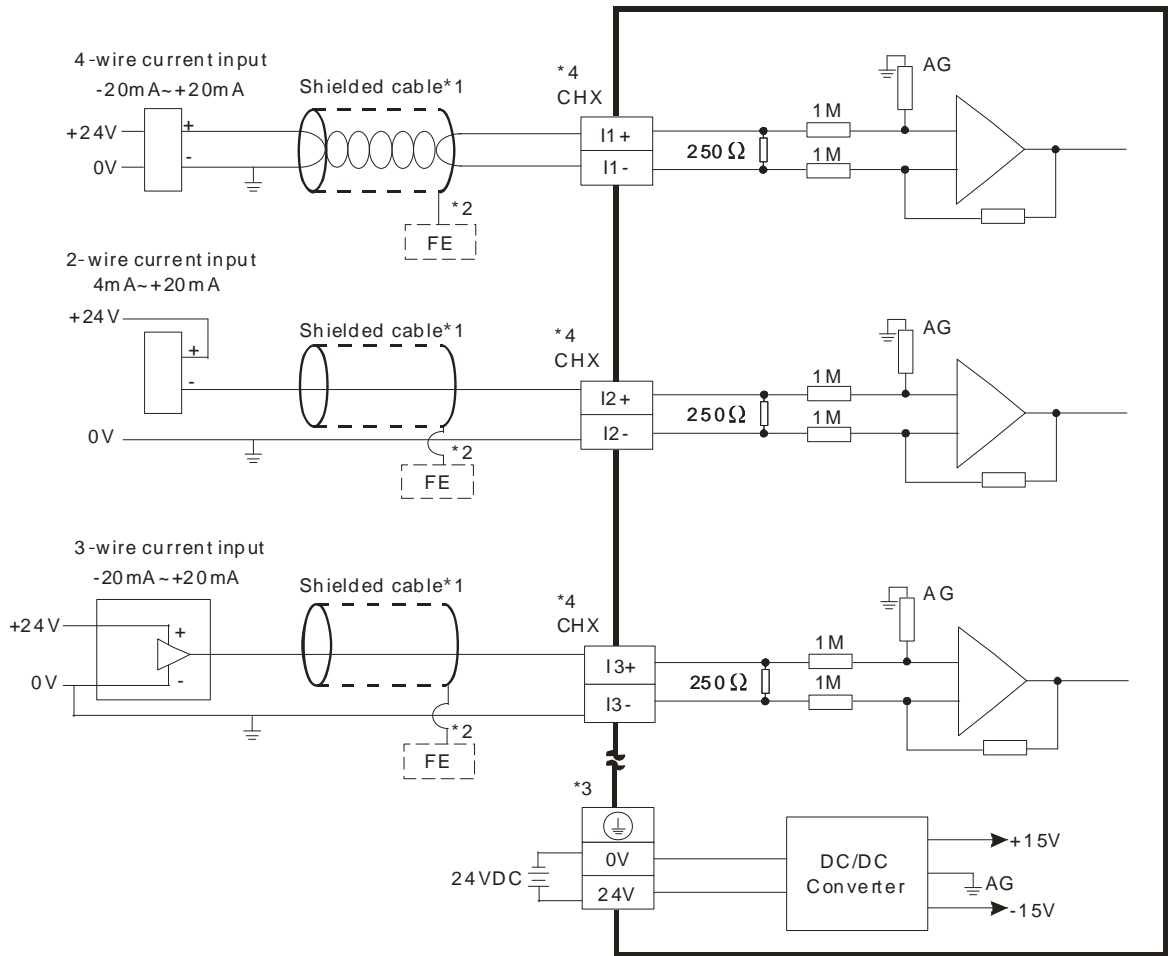 4-wire current input
-20mA~+20mA
+24V
0V
+
-
Shielded cable*1
*2
FE
*4
CHX
I1+
I1-
250Ω
1M
1M
AG
2-wire current input
4mA~+20mA
+24V
+
-
0V
Shielded cable*1
*2
FE
*4
CHX
I2+
I2-
250Ω
1M
1M
AG
3-wire current input
-20mA~+20mA
+24V
+
0V
-
Shielded cable*1
*2
FE
*4
CHX
I3+
I3-
250Ω
1M
1M
AG
*3
24VDC
0V
24V
DC/DC
Converter
+15V
AG
-15V